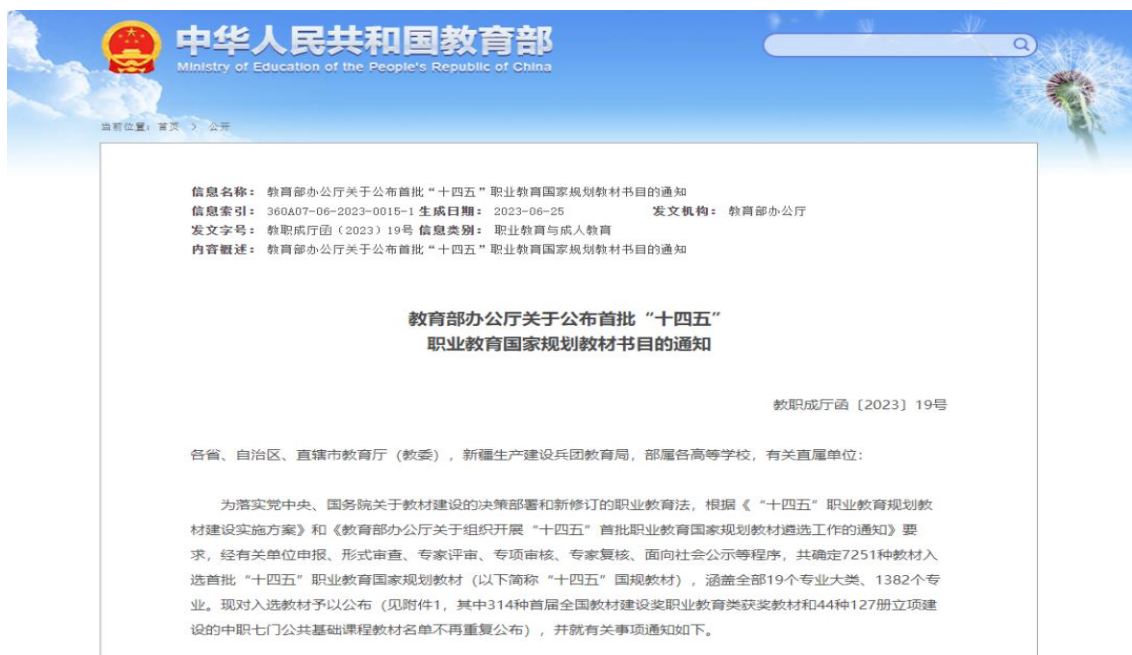 中华人民共和国教育部
Ministry of Education of the People's Republic of China
当前位置：首页 > 公开
信息名称： 教育部办公厅关于公布首批“十四五”职业教育国家规划教材书目的通知
信息索引： 360A07-06-2023-0015-1 生成日期： 2023-06-25 发文机构： 教育部办公厅
发文字号： 教职成厅函〔2023〕19号 信息类别： 职业教育与成人教育
内容概述： 教育部办公厅关于公布首批“十四五”职业教育国家规划教材书目的通知
教育部办公厅关于公布首批“十四五”
职业教育国家规划教材书目的通知
教职成厅函〔2023〕19号
各省、自治区、直辖市教育厅（教委），新疆生产建设兵团教育局，部属各高等学校，有关直属单位：
为落实党中央、国务院关于教材建设的决策部署和新修订的职业教育法，根据《“十四五”职业教育规划教
材建设实施方案》和《教育部办公厅关于组织开展“十四五”首批职业教育国家规划教材遴选工作的通知》要
求，经有关单位申报、形式审查、专家评审、专项审核、专家复核、面向社会公示等程序，共确定7251种教材入
选首批“十四五”职业教育国家规划教材（以下简称“十四五”国规教材），涵盖全部19个专业大类、1382个专
业。现对入选教材予以公布（见附件1，其中314种首届全国教材建设奖职业教育类获奖教材和44种127册立项建
设的中职七门公共基础课程教材名单不再重复公布），并就有关事项通知如下。